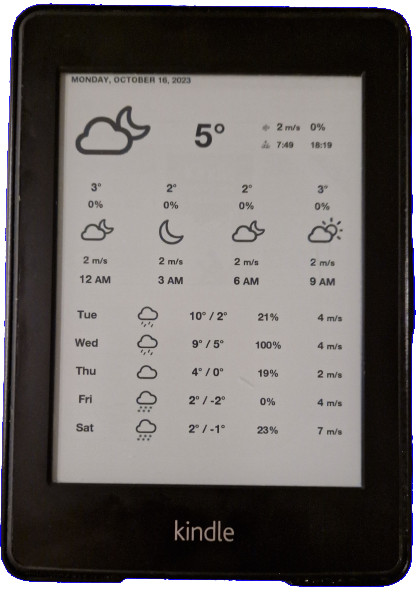 MONDAY, OCTOBER 16, 2023
5° 2 m/s 0%
7:49 18:19
3° 2° 2° 3°
0% 0% 0% 0%
2 m/s 2 m/s 2 m/s 2 m/s
12 AM 3 AM 6 AM 9 AM
Tue 10° / 2° 21% 4 m/s
Wed 9° / 5° 100% 4 m/s
Thu 4° / 0° 19% 2 m/s
Fri 2° / -2° 0% 4 m/s
Sat 2° / -1° 23% 7 m/s
kindle